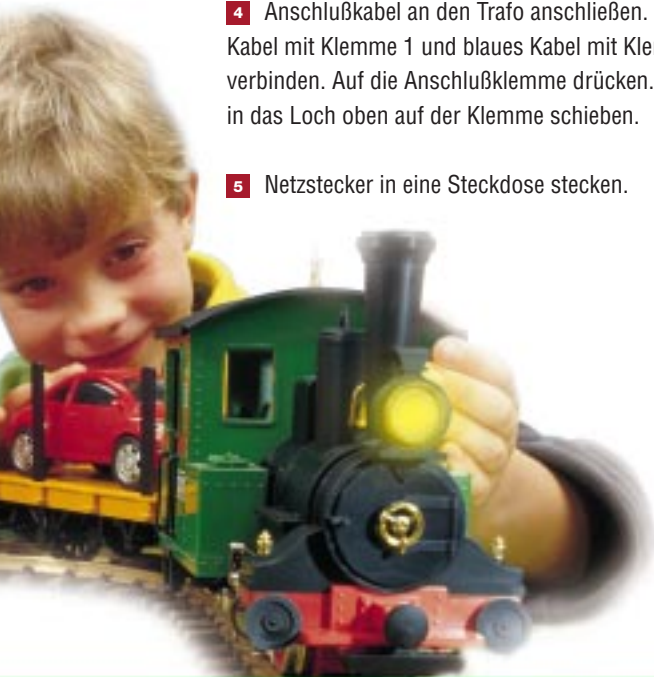 4 Anschlußkabel an den Trafo anschließen.
Kabel mit Klemme 1 und blaues Kabel mit
verbinden. Auf die Anschlußklemme drücken.
in das Loch oben auf der Klemme schieben.
5 Netzstecker in eine Steckdose stecken.